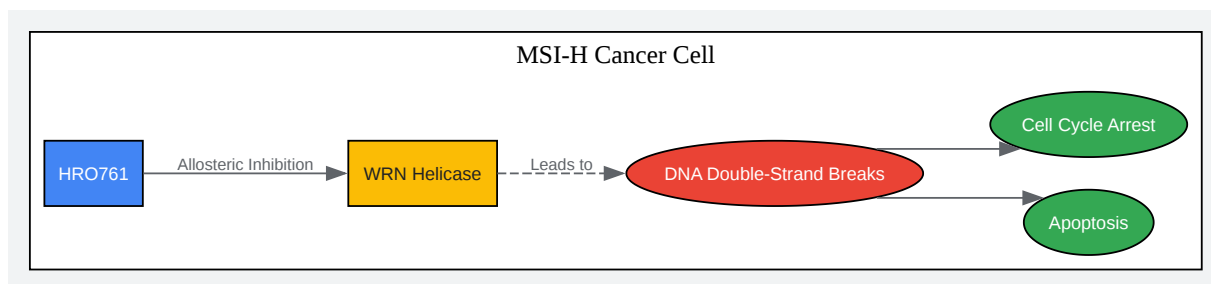 MSI-H Cancer Cell
HRO761
Allosteric Inhibition
WRN Helicase
Leads to
DNA Double-Strand Breaks
Cell Cycle Arrest
Apoptosis